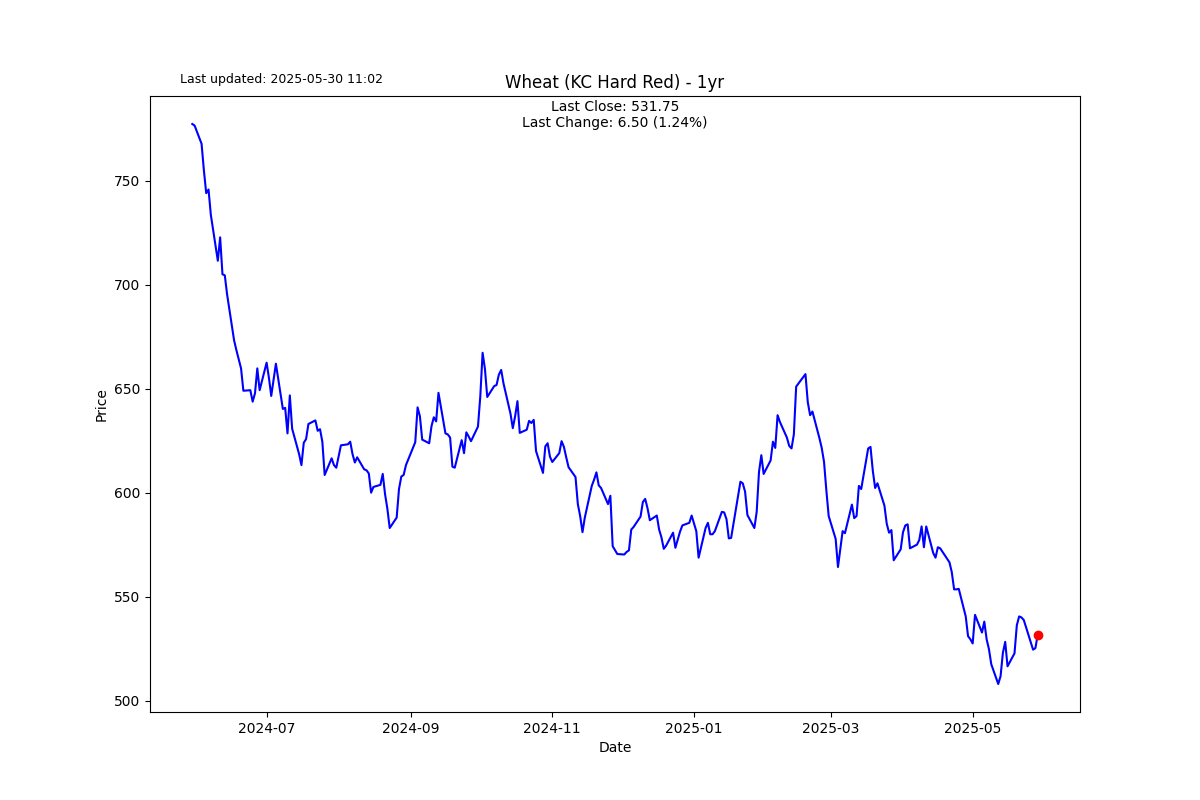 Last updated: 2025-05-30 11:02
Wheat (KC Hard Red) - 1yr
Last Close: 531.75
Last Change: 6.50 (1.24%)
750
700
650
600
550
500
Price
2024-07
2024-09
2024-11
2025-01
2025-03
2025-05
Date